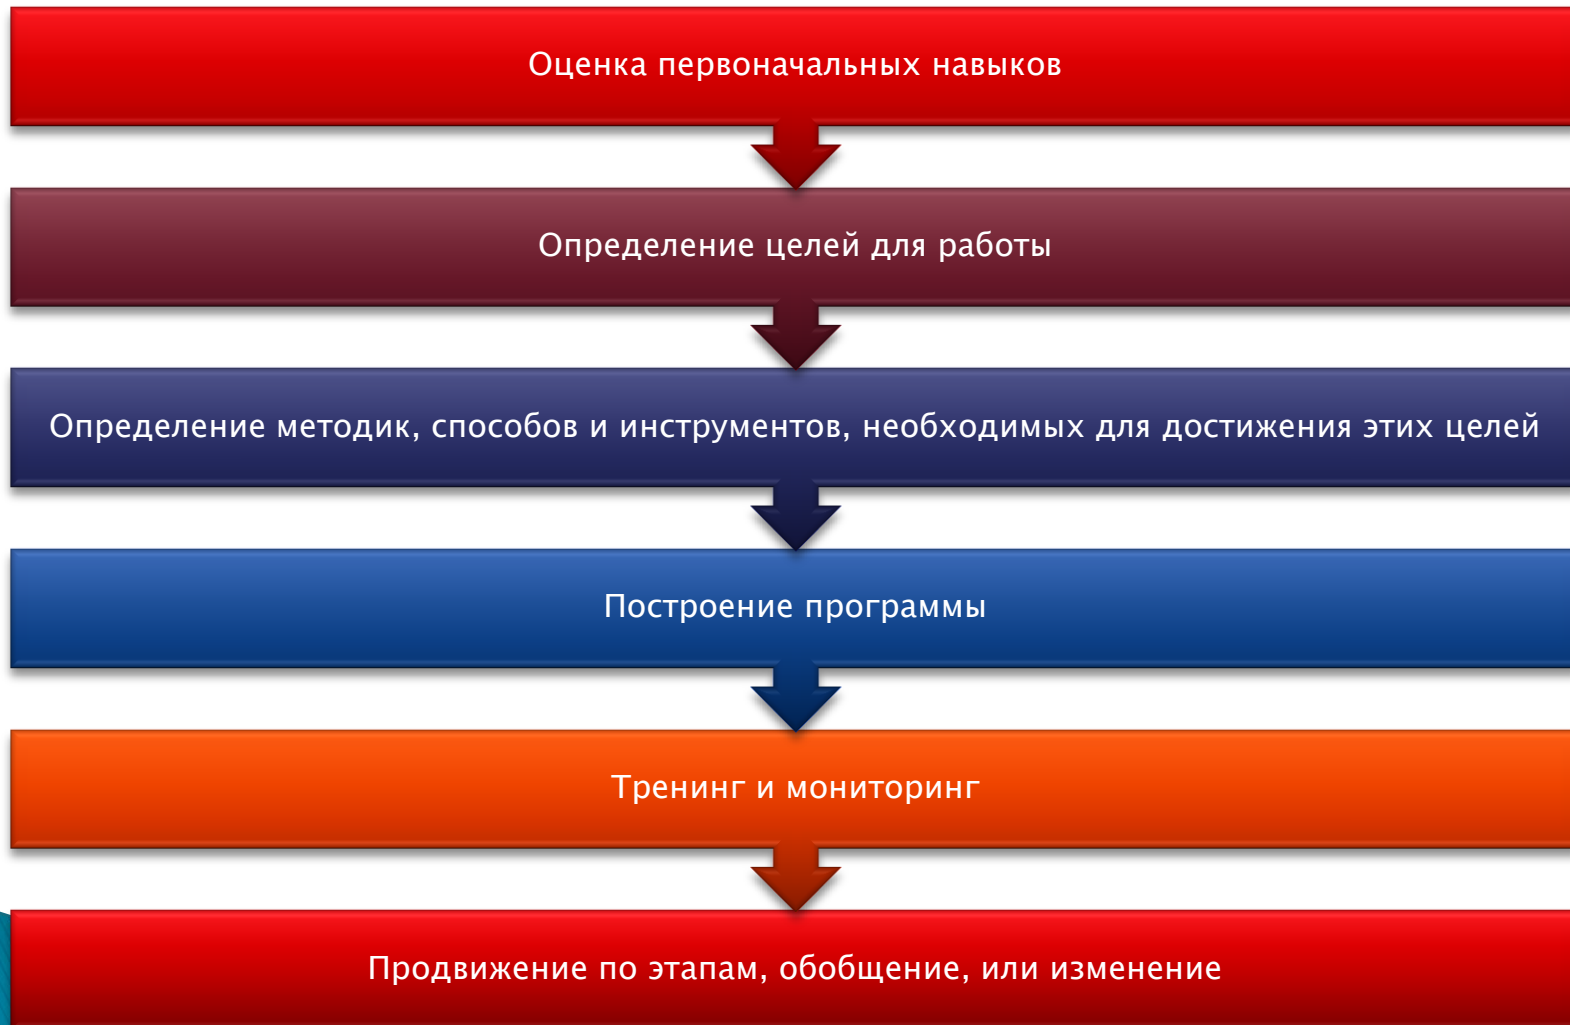 Оценка первоначальных навыков
Определение целей для работы
Определение методик, способов и инструментов, необходимых для достижения этих целей
Построение программы
Тренинг и мониторинг
Продвижение по этапам, обобщение, или изменение